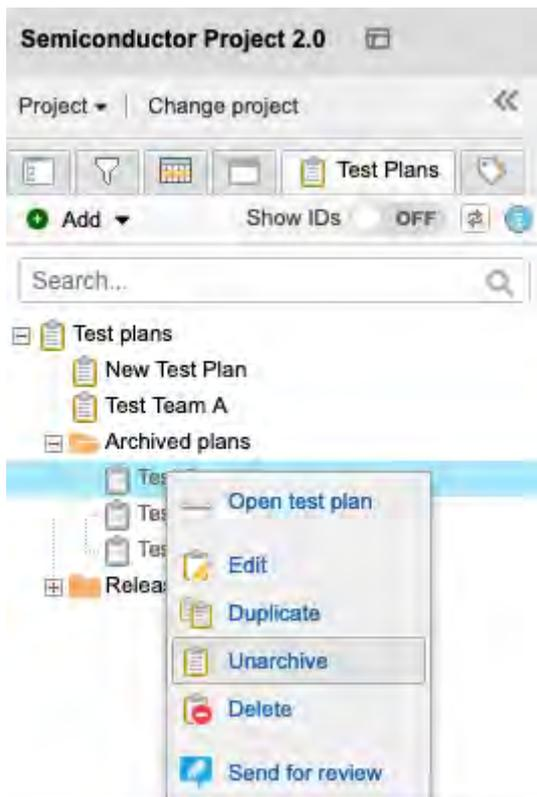 Semiconductor Project 2.0
Project | Change project
Test Plans
Add Show IDs OFF
Search...
Test plans
New Test Plan
Test Team A
Archived plans
Open test plan
Edit
Duplicate
Unarchive
Delete
Send for review